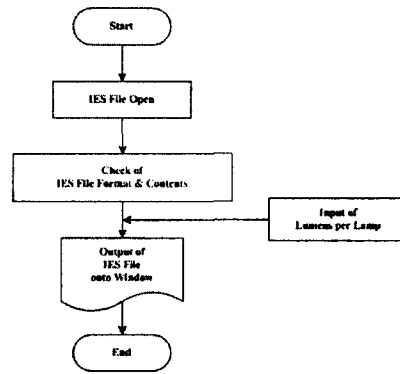 Start
IES File Open
Check of
IES File Format & Contents
Input of
Lumens per Lamp
Output of
IES File
onto Window
End